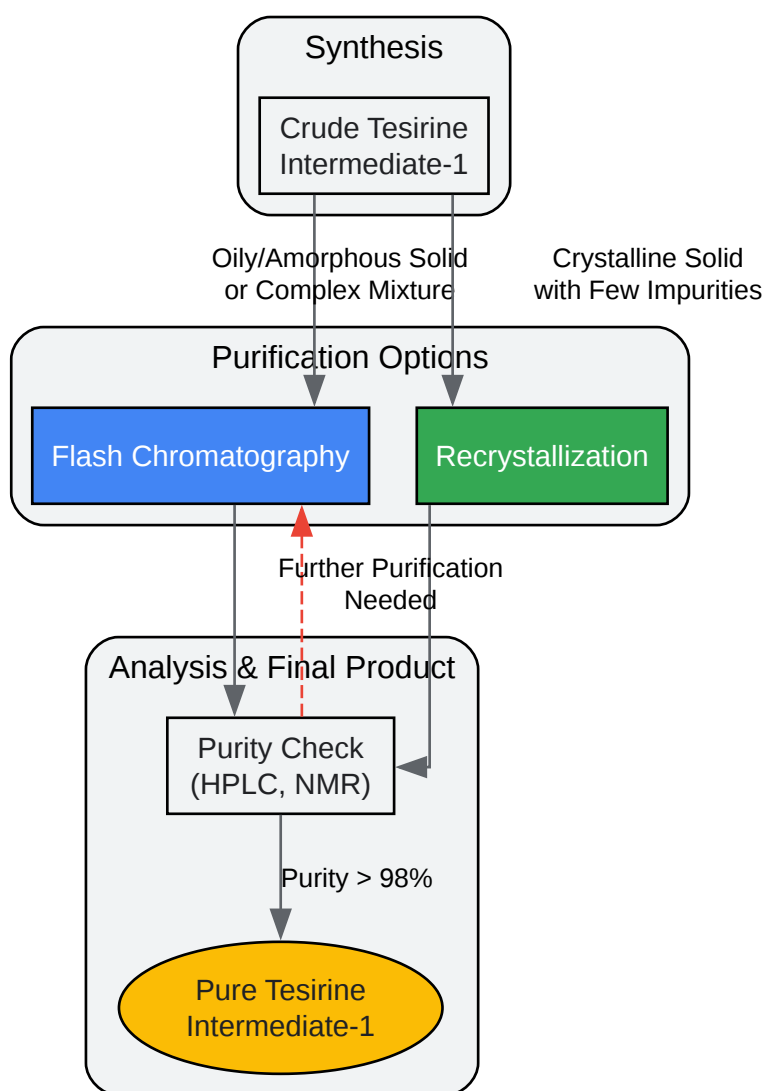 Synthesis
Crude Tesirine
Intermediate-1
Oily/Amorphous Solid
or Complex Mixture
Crystalline Solid
with Few Impurities
Purification Options
Flash Chromatography
Recrystallization
Further Purification
Needed
Analysis & Final Product
Purity Check
(HPLC, NMR)
Purity > 98%
Pure Tesirine
Intermediate-1